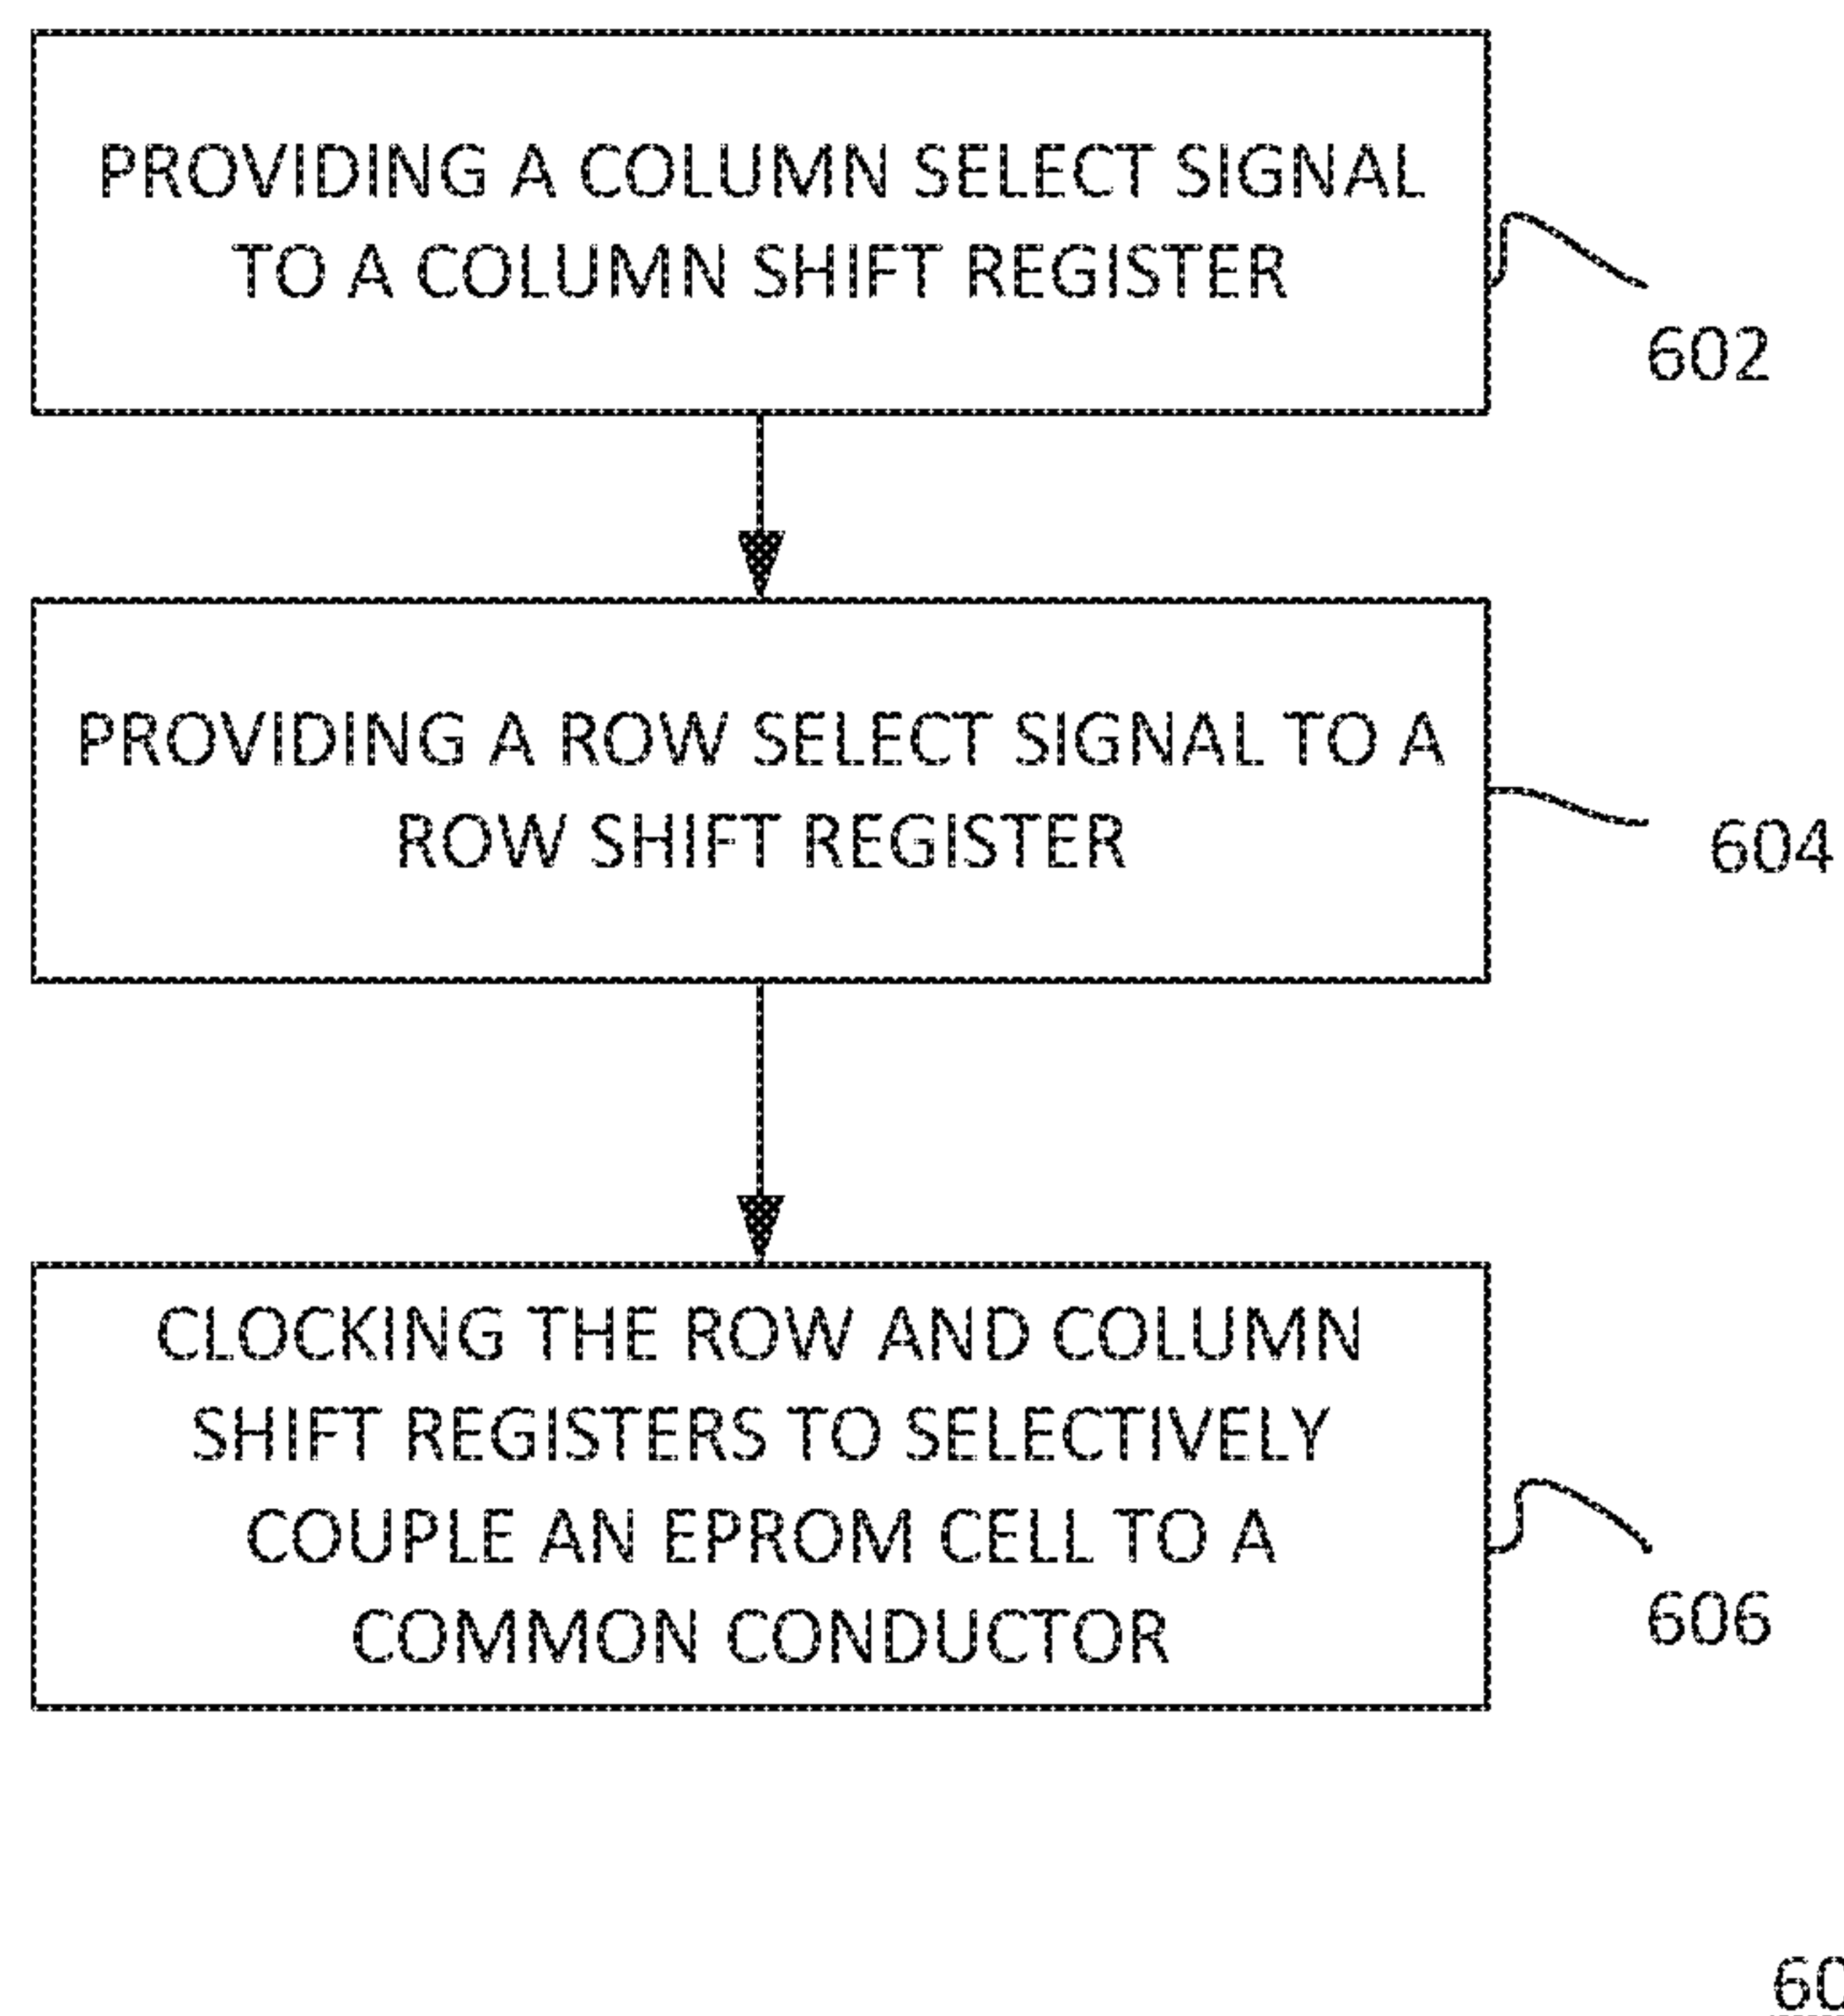 PROVIDING A COLUMN SELECT SIGNAL
TO A COLUMN SHIFT REGISTER
602
PROVIDING A ROW SELECT SIGNAL TO A
ROW SHIFT REGISTER
604
CLOCKING THE ROW AND COLUMN
SHIFT REGISTERS TO SELECTIVELY
COUPLE AN EPROM CELL TO A
COMMON CONDUCTOR
606